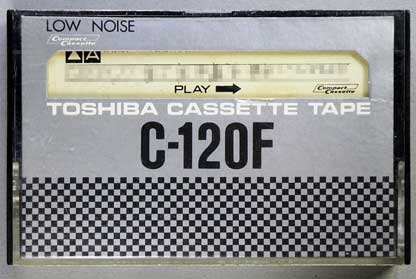 LOW NOISE
Compact Cassette
A
PLAY
Compact Cassette
TOSHIBA CASSETTE TAPE
C-120F